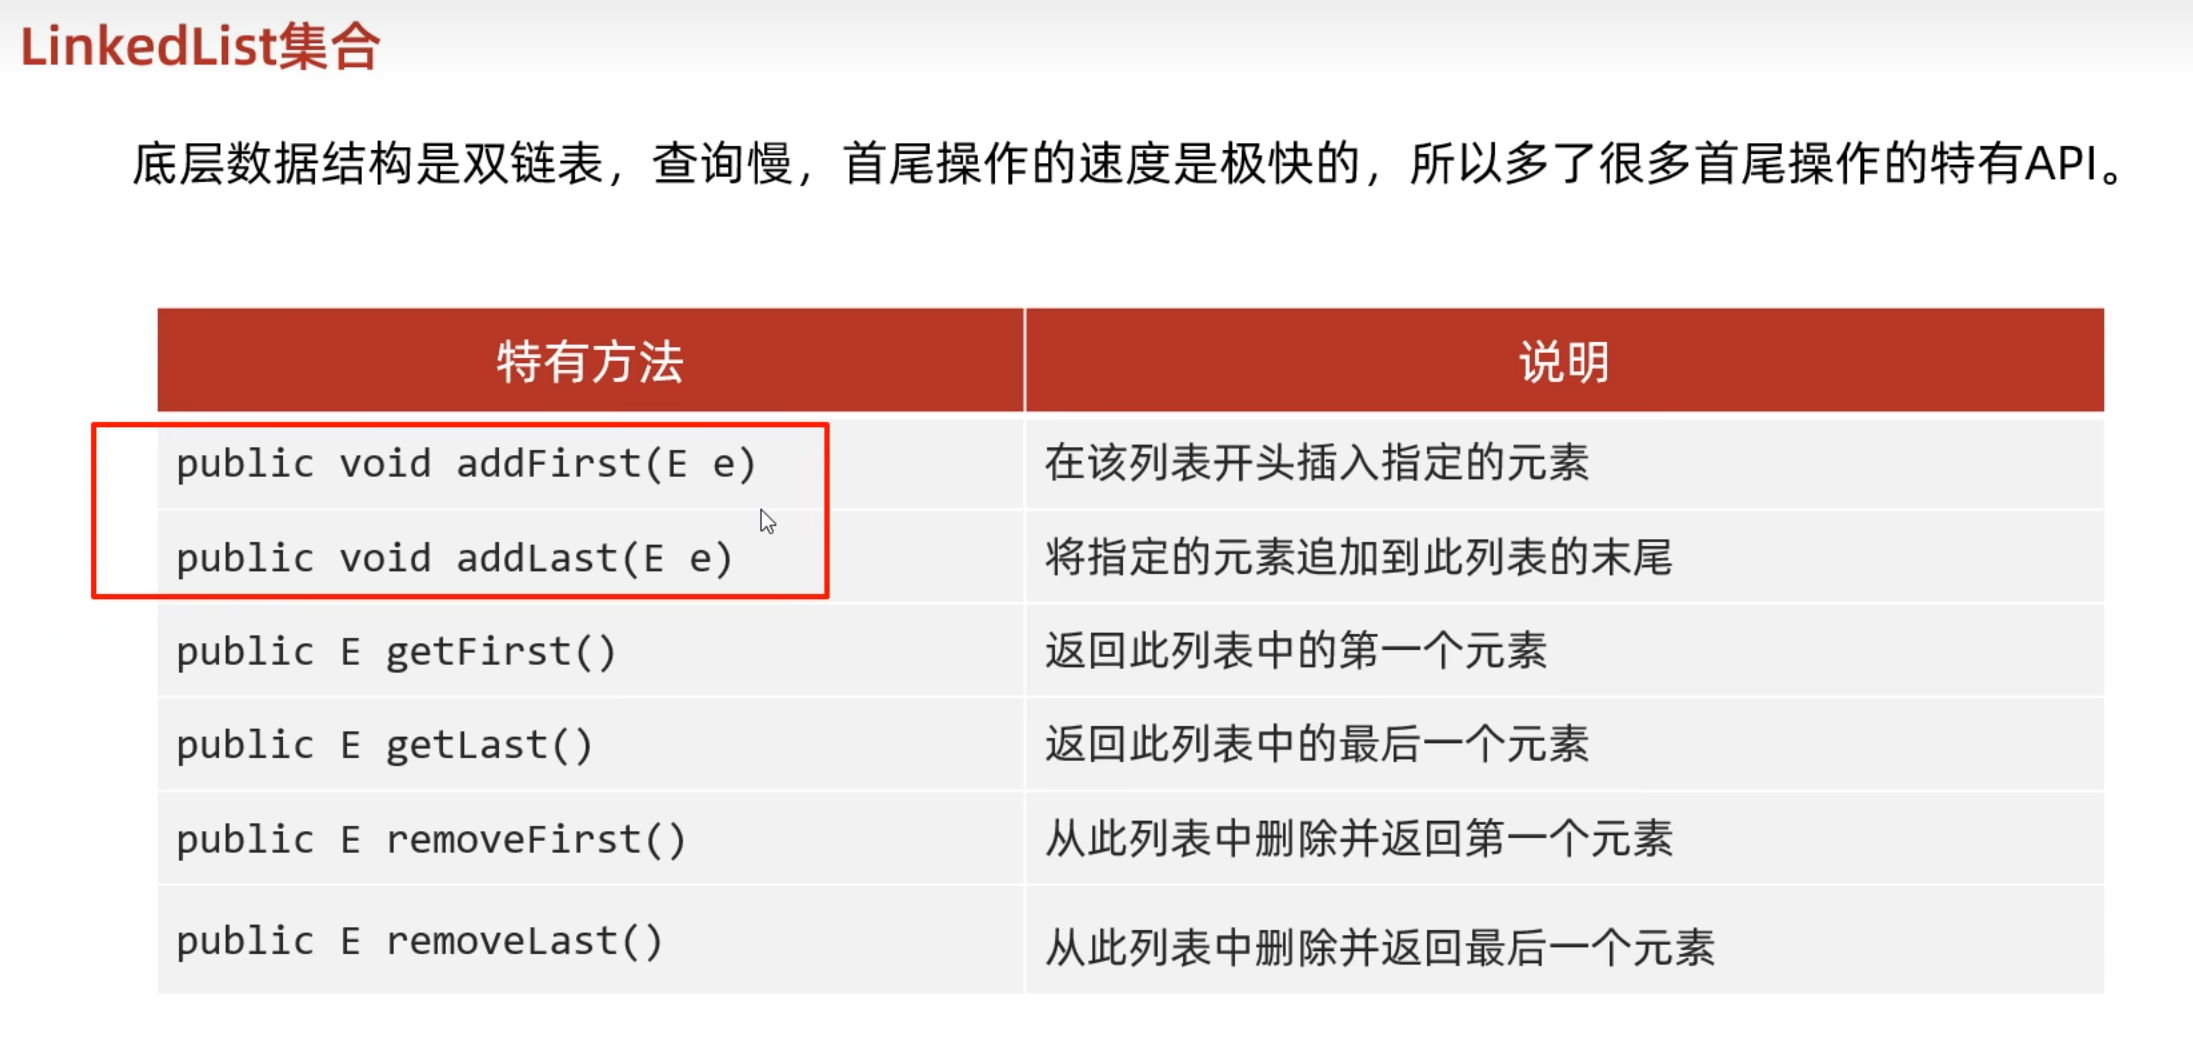 LinkedList集合
底层数据结构是双链表，查询慢，首尾操作的速度是极快的，所以多了很多首尾操作的特有API。
特有方法 说明
public void addFirst(E e) 在该列表开头插入指定的元素
public void addLast(E e) 将指定的元素追加到此列表的末尾
public E getFirst() 返回此列表中的第一个元素
public E getLast() 返回此列表中的最后一个元素
public E removeFirst() 从此列表中删除并返回第一个元素
public E removeLast() 从此列表中删除并返回最后一个元素